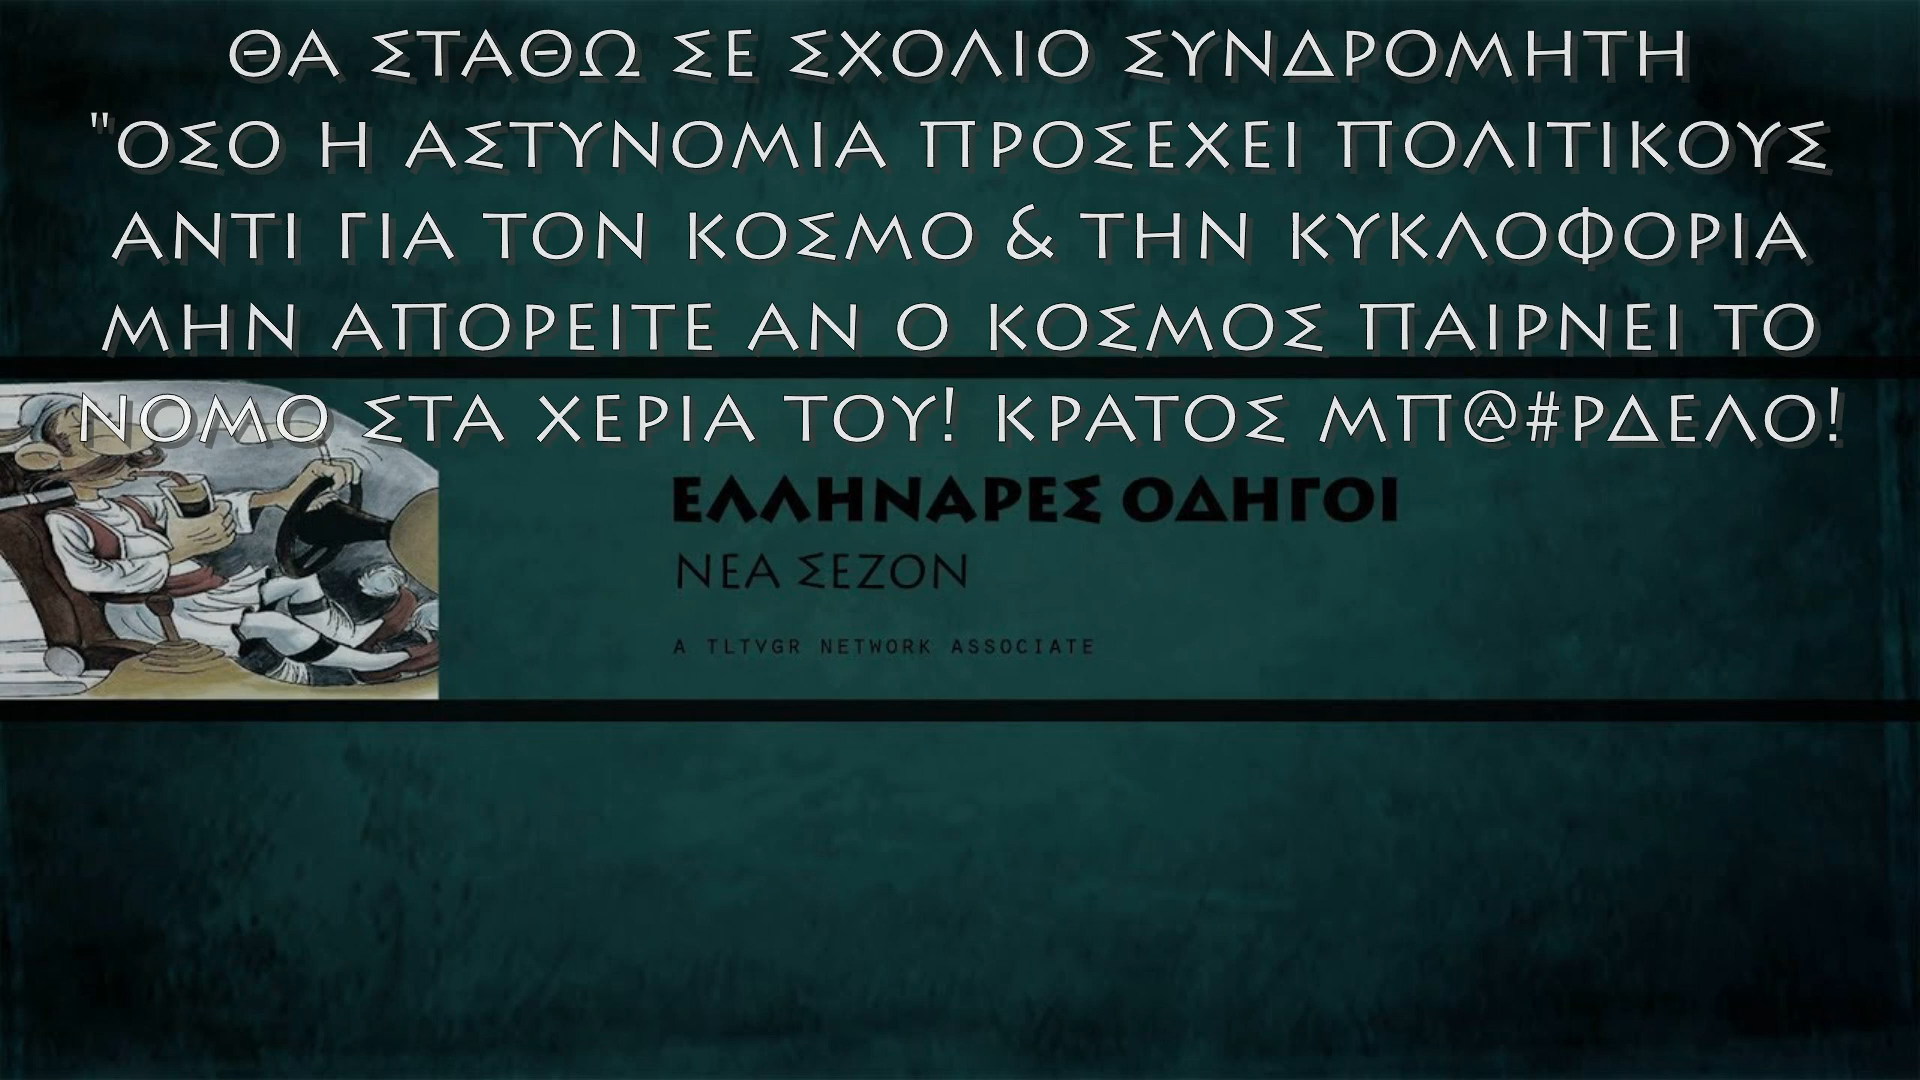 ΘΑ ΣΤΑΘΩ ΣΕ ΣΧΟΛΙΟ ΣΥΝΔΡΟΜΗΤΗ
"ΟΣΟ Η ΑΣΤΥΝΟΜΙΑ ΠΡΟΣΕΧΕΙ ΠΟΛΙΤΙΚΟΥΣ
ΑΝΤΙ ΓΙΑ ΤΟΝ ΚΟΣΜΟ & ΤΗΝ ΚΥΚΛΟΦΟΡΙΑ
ΜΗΝ ΑΠΟΡΕΙΤΕ ΑΝ Ο ΚΟΣΜΟΣ ΠΑΙΡΝΕΙ ΤΟ
ΝΟΜΟ ΣΤΑ ΧΕΡΙΑ ΤΟΥ! ΚΡΑΤΟΣ ΜΠ@#ΡΔΕΛΟ!
ΕΛΛΗΝΑΡΕΣ ΟΔΗΓΟΙ
ΝΕΑ ΣΕΖΟΝ
A TLTVGR NETWORK ASSOCIATE